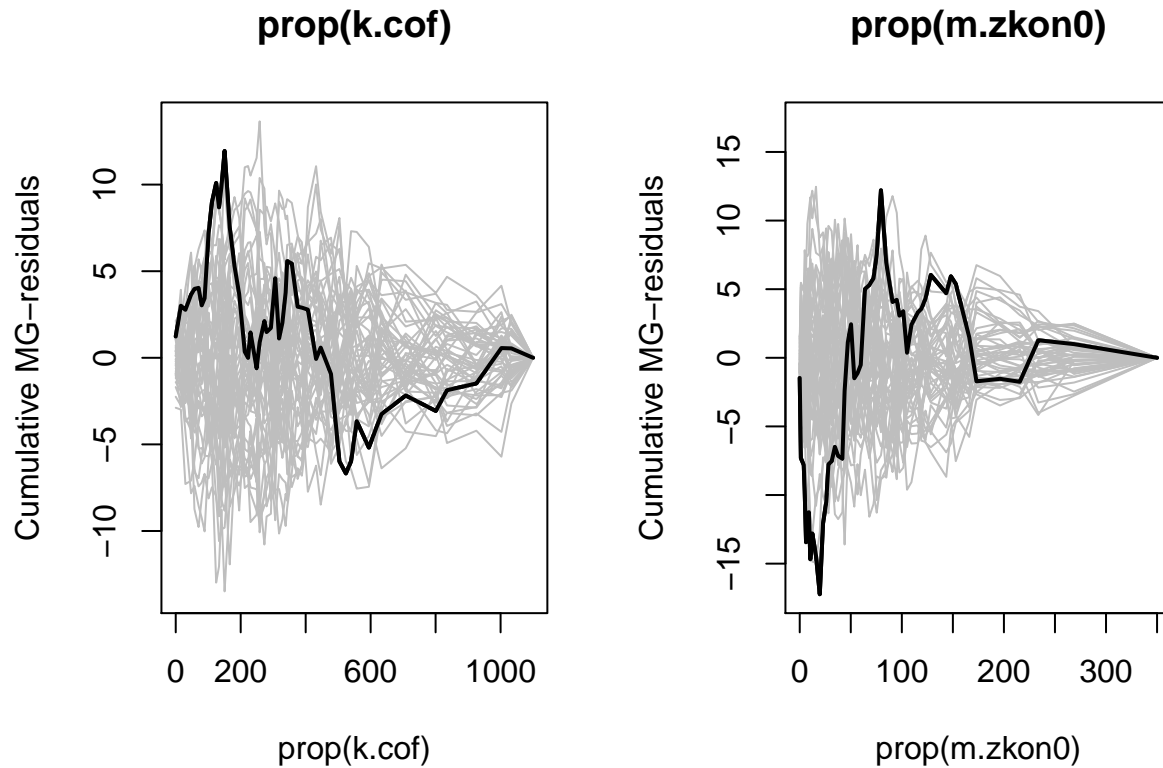 prop(k.cof)
Cumulative MG−residuals
10
5
0
−5
−10
0 200 600 1000
prop(k.cof)
prop(m.zkon0)
Cumulative MG−residuals
15
10
5
0
−5
−15
0 100 200 300
prop(m.zkon0)